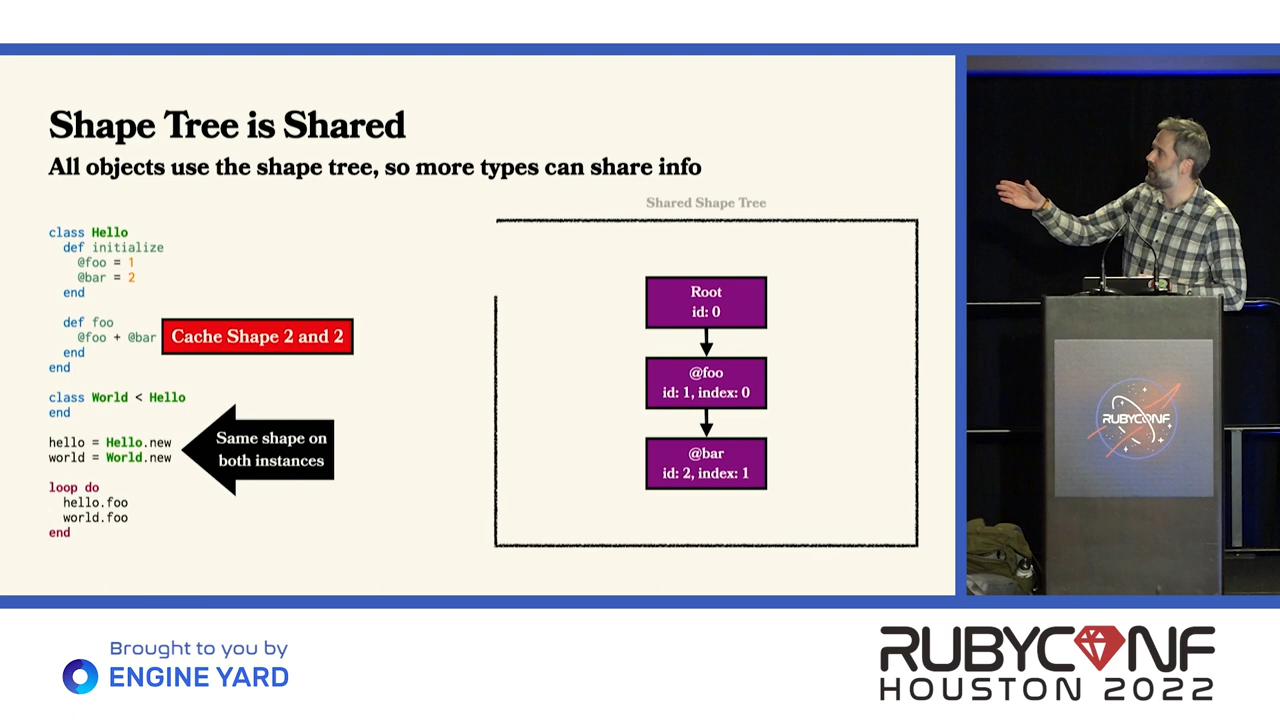 Shape Tree is Shared
All objects use the shape tree, so more types can share info
class Hello
def initialize
@foo = 1
@bar = 2
end
def foo
@foo + @bar
end
end
class World < Hello
end
hello = Hello.new
world = World.new
loop do
hello.foo
world.foo
end
Cache Shape 2 and 2
Same shape on
both instances
Shared Shape Tree
Root
id: 0
@foo
id: 1, index: 0
@bar
id: 2, index: 1
RUBYCONF
Brought to you by
ENGINE YARD
RUBYCONF
HOUSTON 2022